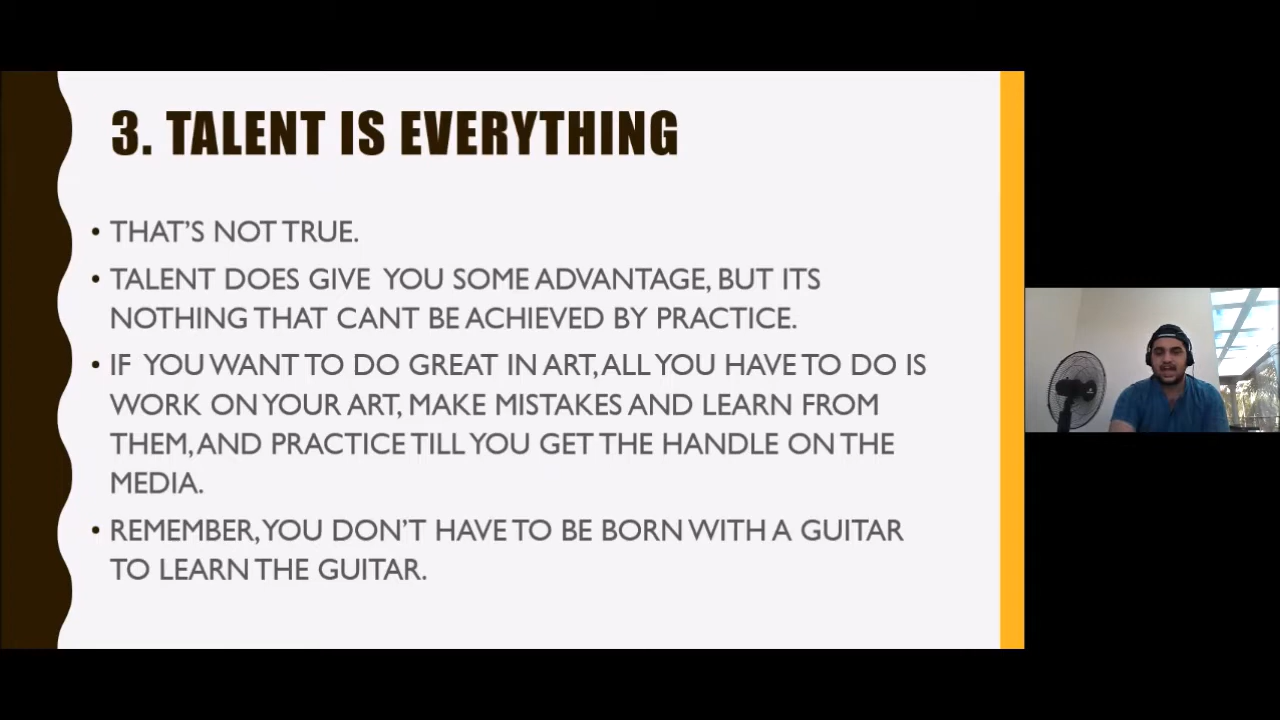 3. TALENT IS EVERYTHING
• THAT'S NOT TRUE.
• TALENT DOES GIVE YOU SOME ADVANTAGE, BUT ITS
NOTHING THAT CANT BE ACHIEVED BY PRACTICE.
• IF YOU WANT TO DO GREAT IN ART, ALL YOU HAVE TO DO IS
WORK ON YOUR ART, MAKE MISTAKES AND LEARN FROM
THEM, AND PRACTICE TILL YOU GET THE HANDLE ON THE
MEDIA.
• REMEMBER, YOU DON'T HAVE TO BE BORN WITH A GUITAR
TO LEARN THE GUITAR.